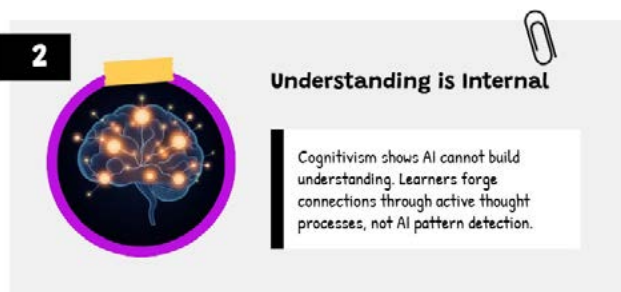 2
Understanding is Internal
Cognitivism shows AI cannot build
understanding. Learners forge
connections through active thought
processes, not AI pattern detection.